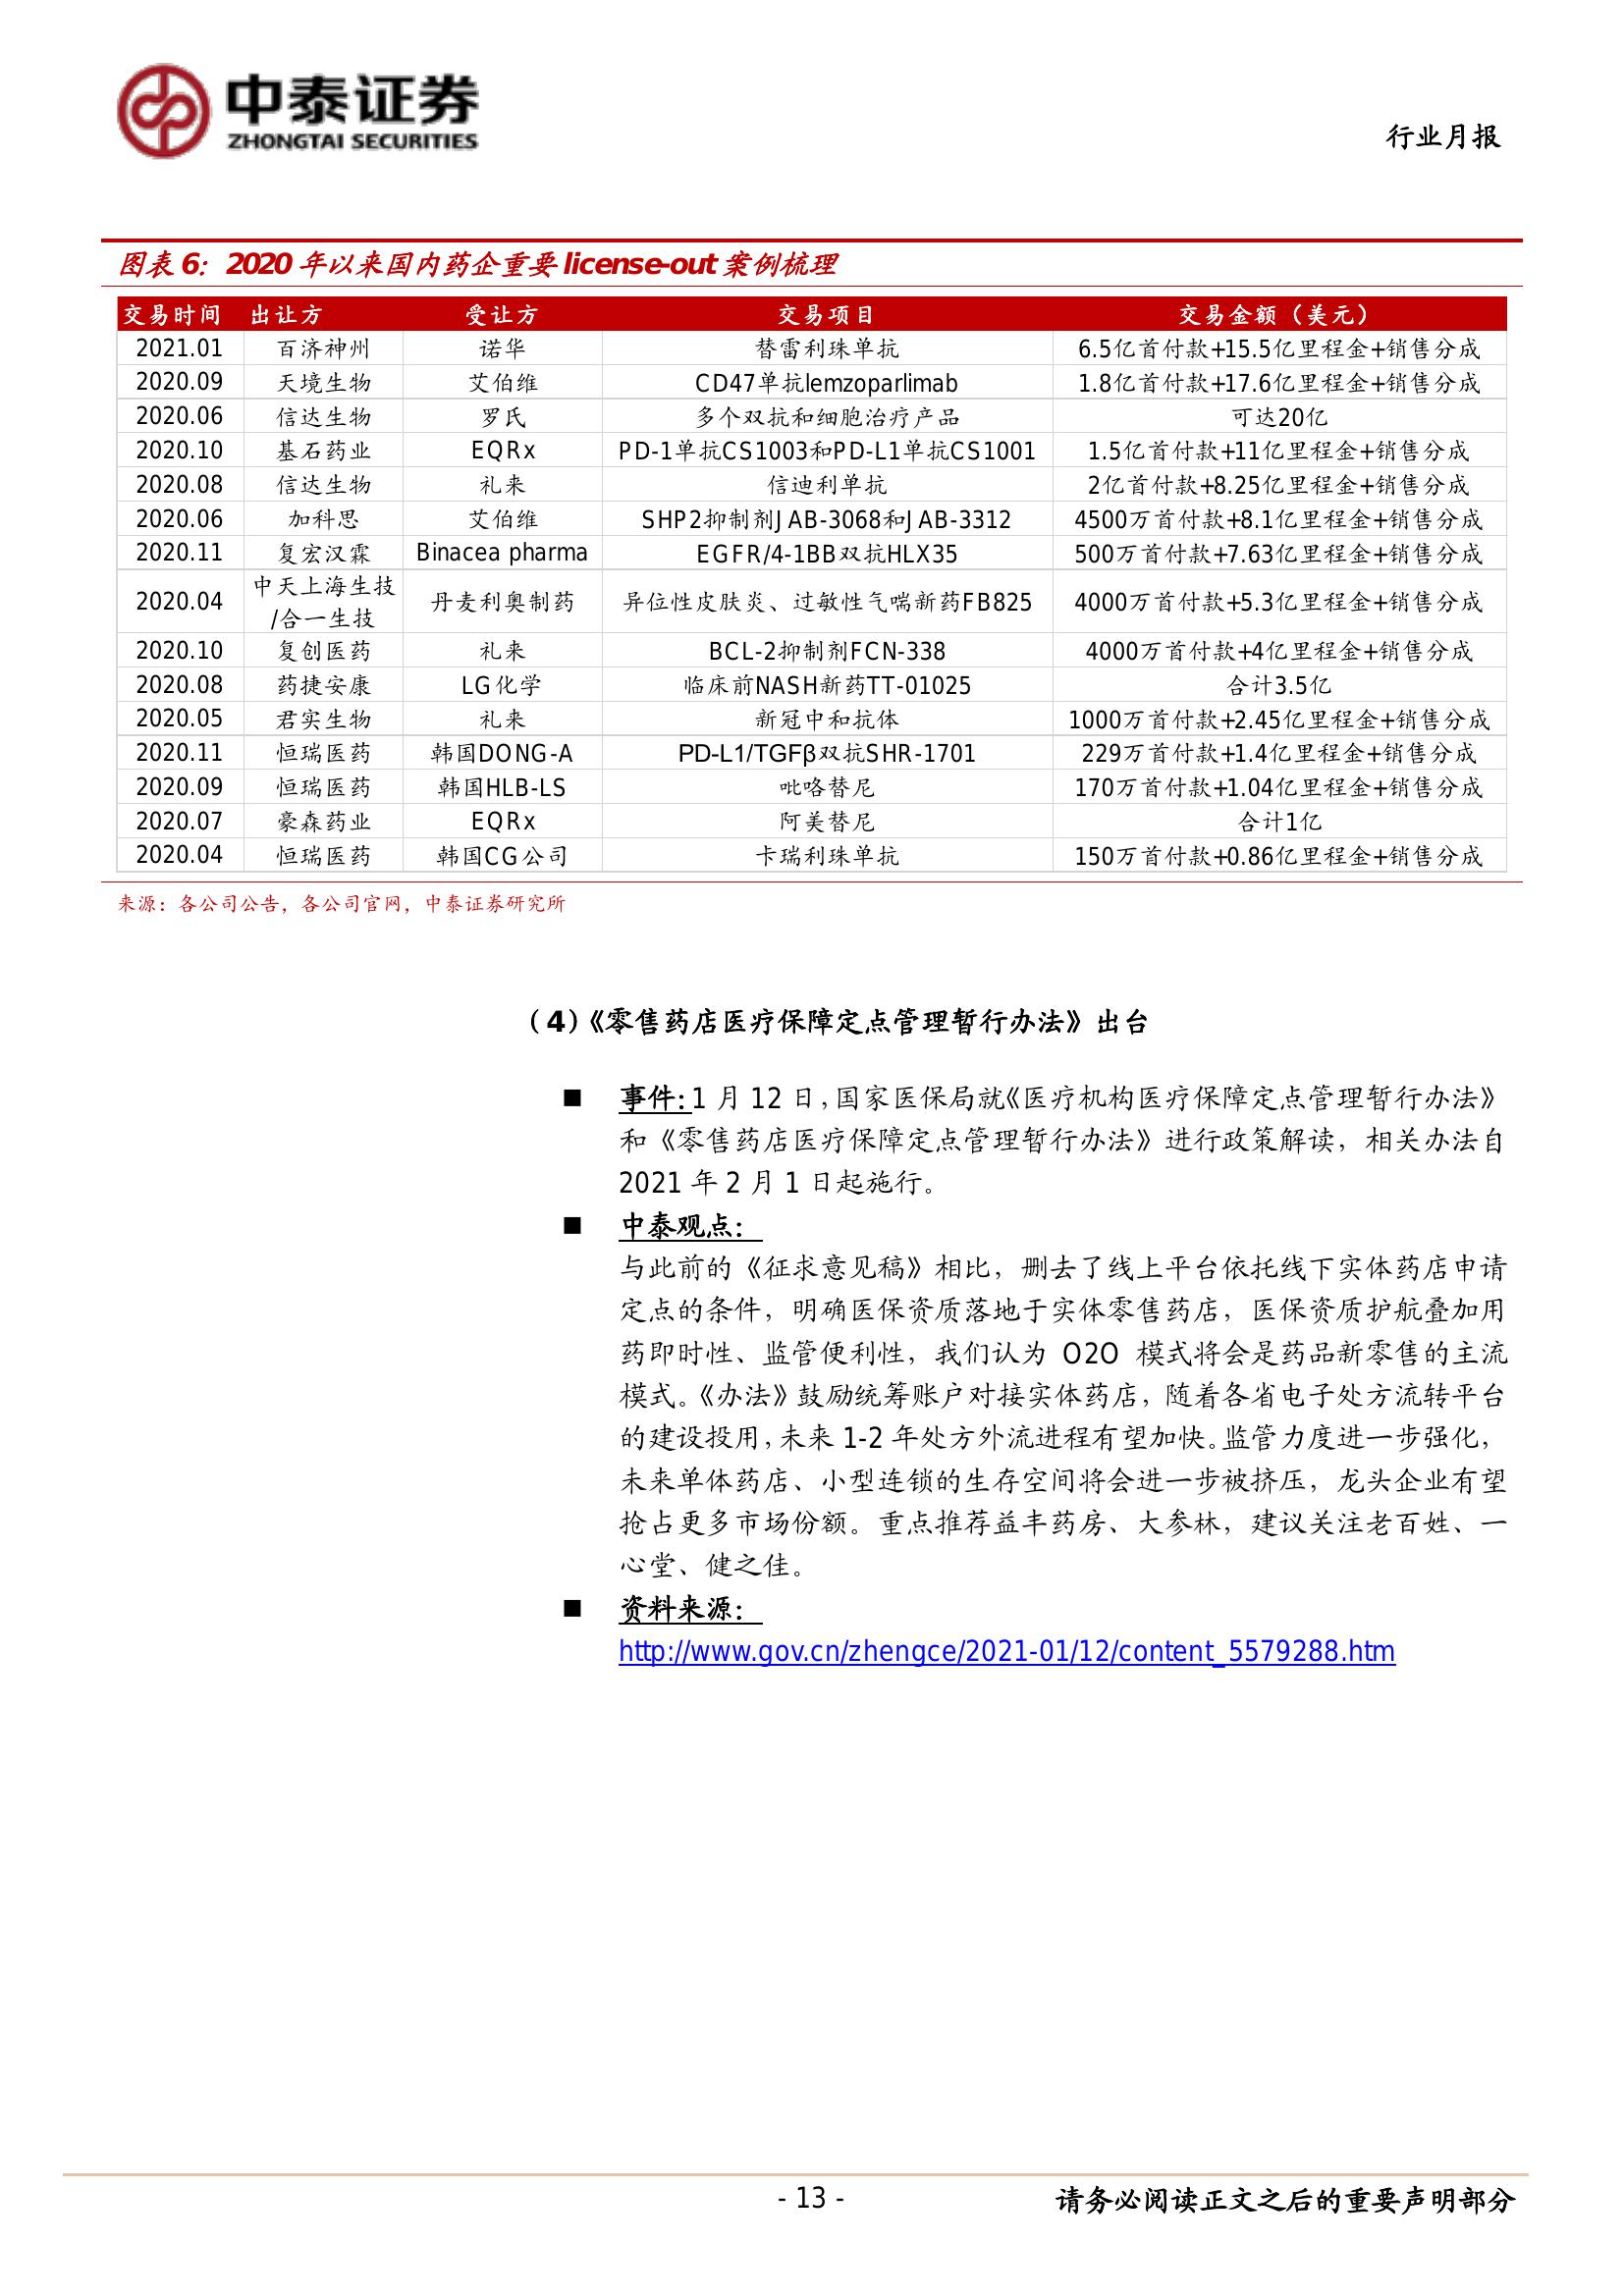 中泰证券
ZHONGTAI SECURITIES
行业月报
图表 6：2020 年以来国内药企重要 license-out 案例梳理
交易时间 出让方 受让方 交易项目 交易金额（美元）
2021.01 百济神州 诺华 替雷利珠单抗 6.5亿首付款+15.5亿里程金+销售分成
2020.09 天境生物 艾伯维 CD47单抗lemzoparlimab 1.8亿首付款+17.6亿里程金+销售分成
2020.06 信达生物 罗氏 多个双抗和细胞治疗产品 可达20亿
2020.10 基石药业 EQRx PD-1单抗CS1003和PD-L1单抗CS1001 1.5亿首付款+11亿里程金+销售分成
2020.08 信达生物 礼来 信迪利单抗 2亿首付款+8.25亿里程金+销售分成
2020.06 加科思 艾伯维 SHP2抑制剂JAB-3068和JAB-3312 4500万首付款+8.1亿里程金+销售分成
2020.11 复宏汉霖 Binacea pharma EGFR/4-1BB双抗HLX35 500万首付款+7.63亿里程金+销售分成
2020.04 中天上海生技/合一生技 丹麦利奥制药 异位性皮肤炎、过敏性气喘新药FB825 4000万首付款+5.3亿里程金+销售分成
2020.10 复创医药 礼来 BCL-2抑制剂FCN-338 4000万首付款+4亿里程金+销售分成
2020.08 药捷安康 LG化学 临床前NASH新药TT-01025 合计3.5亿
2020.05 君实生物 礼来 新冠中和抗体 1000万首付款+2.45亿里程金+销售分成
2020.11 恒瑞医药 韩国DONG-A PD-L1/TGFβ双抗SHR-1701 229万首付款+1.4亿里程金+销售分成
2020.09 恒瑞医药 韩国HLB-LS 吡咯替尼 170万首付款+1.04亿里程金+销售分成
2020.07 豪森药业 EQRx 阿美替尼 合计1亿
2020.04 恒瑞医药 韩国CG公司 卡瑞利珠单抗 150万首付款+0.86亿里程金+销售分成
来源：各公司公告，各公司官网，中泰证券研究所
（4）《零售药店医疗保障定点管理暂行办法》出台
■ 事件：1 月 12 日，国家医保局就《医疗机构医疗保障定点管理暂行办法》
和《零售药店医疗保障定点管理暂行办法》进行政策解读，相关办法自
2021 年 2 月 1 日起施行。
■ 中泰观点：
与此前的《征求意见稿》相比，删去了线上平台依托线下实体药店申请
定点的条件，明确医保资质落地于实体零售药店，医保资质护航叠加用
药即时性、监管便利性，我们认为 O2O 模式将会是药品新零售的主流
模式。《办法》鼓励统筹账户对接实体药店，随着各省电子处方流转平台
的建设投用，未来 1-2 年处方外流进程有望加快。监管力度进一步强化，
未来单体药店、小型连锁的生存空间将会进一步被挤压，龙头企业有望
抢占更多市场份额。重点推荐益丰药房、大参林，建议关注老百姓、一
心堂、健之佳。
■ 资料来源：
http://www.gov.cn/zhengce/2021-01/12/content_5579288.htm
- 13 -
请务必阅读正文之后的重要声明部分